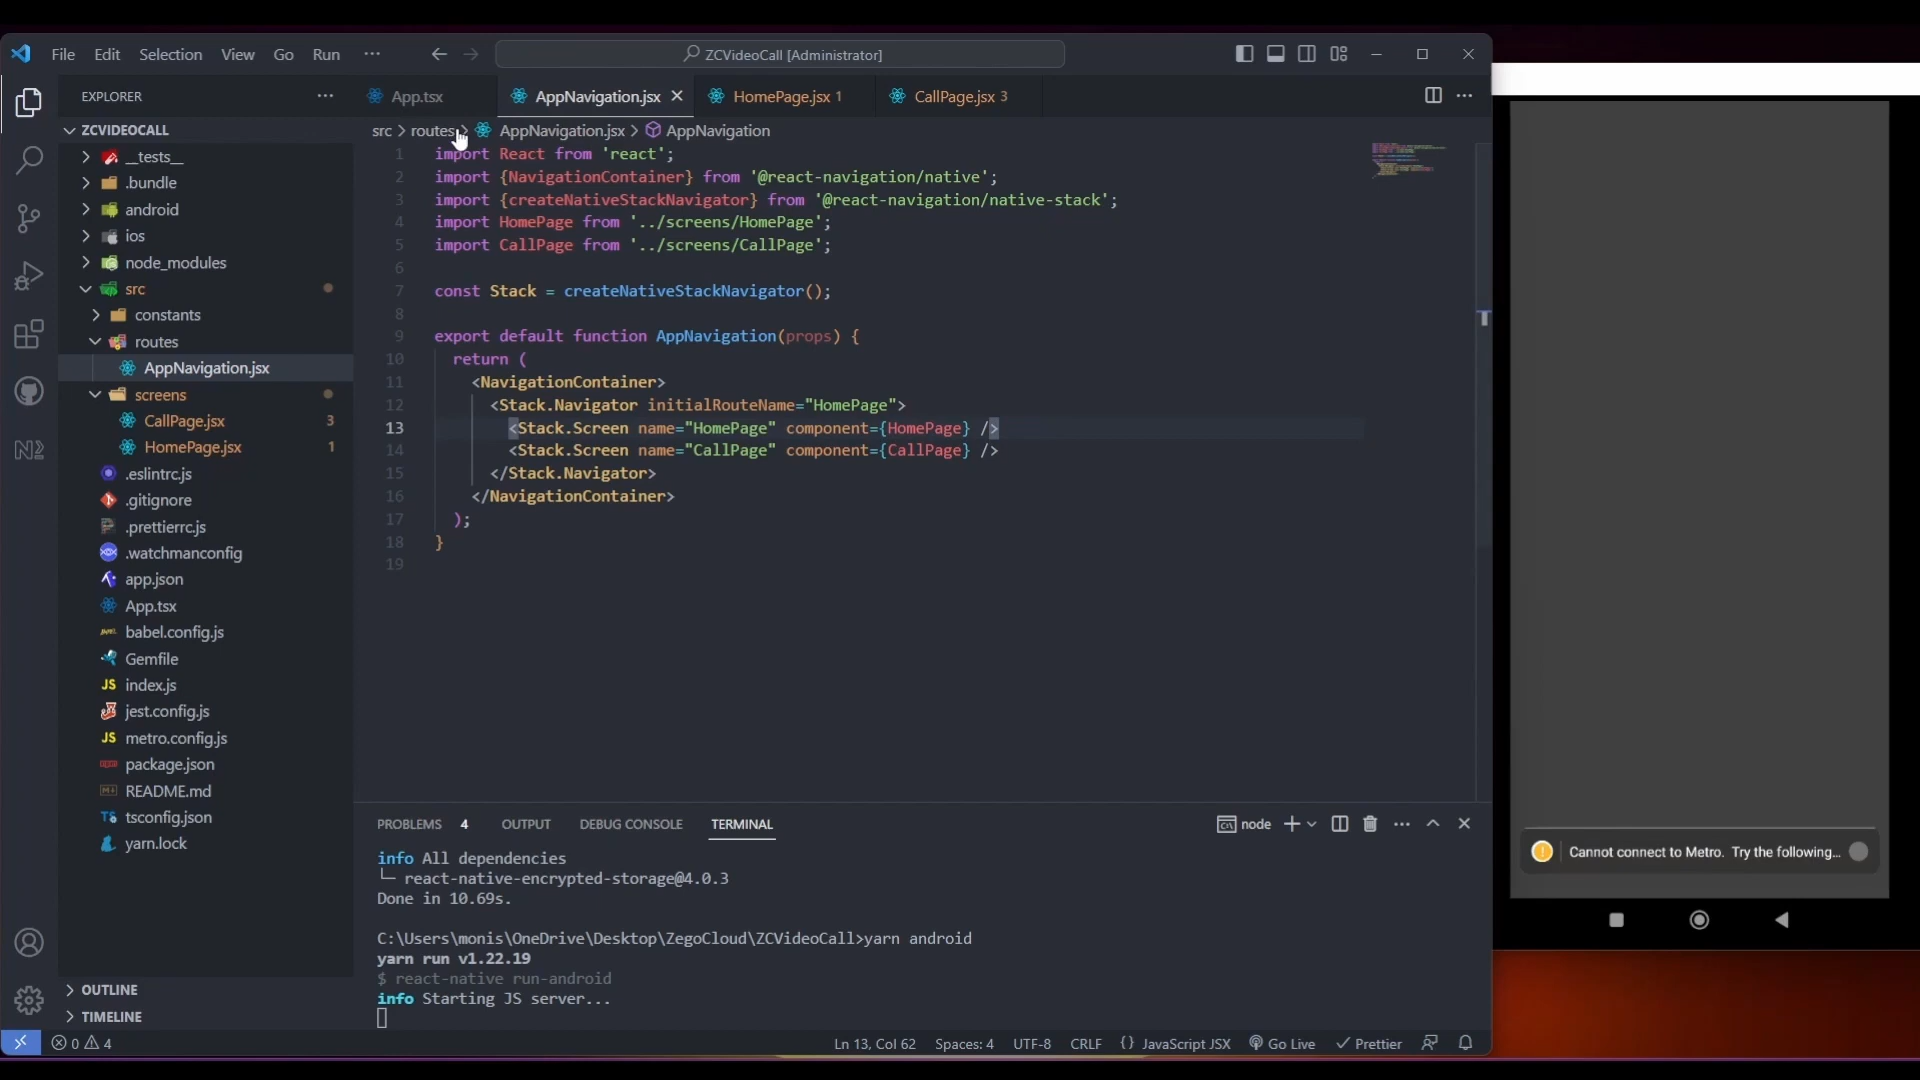 File Edit Selection View Go Run ···
ZCVideoCall [Administrator]
EXPLORER ···
App.tsx
AppNavigation.jsx
HomePage.jsx 1
CallPage.jsx 3
src > routes > AppNavigation.jsx > AppNavigation
ZCVIDEOCALL
__tests__
.bundle
android
ios
node_modules
src
constants
routes
AppNavigation.jsx
screens
CallPage.jsx 3
HomePage.jsx 1
.eslintrc.js
.gitignore
.prettierrc.js
.watchmanconfig
app.json
App.tsx
babel.config.js
Gemfile
JS index.js
jest.config.js
JS metro.config.js
package.json
README.md
TS tsconfig.json
yarn.lock
OUTLINE
TIMELINE
1 import React from 'react';
2 import {NavigationContainer} from '@react-navigation/native';
3 import {createNativeStackNavigator} from '@react-navigation/native-stack';
4 import HomePage from '../screens/HomePage';
5 import CallPage from '../screens/CallPage';
6
7 const Stack = createNativeStackNavigator();
8
9 export default function AppNavigation(props) {
10 return (
11 <NavigationContainer>
12 <Stack.Navigator initialRouteName="HomePage">
13 <Stack.Screen name="HomePage" component={HomePage} />
14 <Stack.Screen name="CallPage" component={CallPage} />
15 </Stack.Navigator>
16 </NavigationContainer>
17 );
18 }
19
PROBLEMS 4 OUTPUT DEBUG CONSOLE TERMINAL
node
info All dependencies
└─ react-native-encrypted-storage@4.0.3
Done in 10.69s.
C:\Users\monis\OneDrive\Desktop\ZegoCloud\ZCVideoCall>yarn android
yarn run v1.22.19
$ react-native run-android
info Starting JS server...
0 4
Ln 13, Col 62 Spaces: 4 UTF-8 CRLF {} JavaScript JSX Go Live Prettier
Cannot connect to Metro. Try the following...